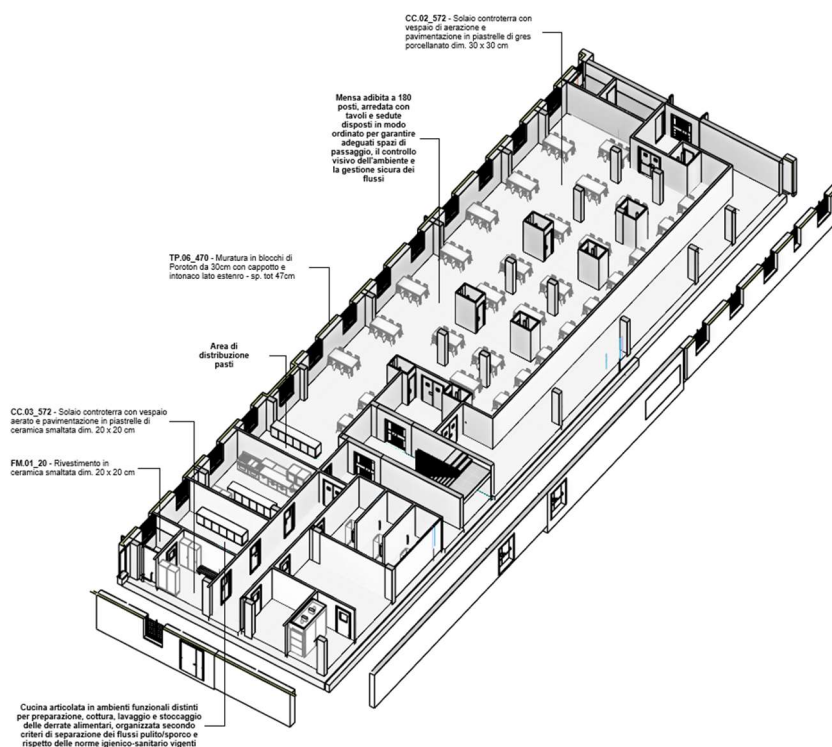 CC.02_572 - Solaio controterra con
vespaio di aerazione e
pavimentazione in piastrelle di gres
porcellanato dim. 30 x 30 cm
Mensa adibita a 180
posti, arredata con
tavoli e sedute
disposti in modo
ordinato per garantire
adeguati spazi di
passaggio, il controllo
visivo dell'ambiente e
la gestione sicura dei
flussi
TP.06_470 - Muratura in blocchi di
Poroton da 30cm con cappotto e
intonaco lato estenro - sp. tot 47cm
Area di
distribuzione
pasti
CC.03_572 - Solaio controterra con vespaio
aerato e pavimentazione in piastrelle di
ceramica smaltata dim. 20 x 20 cm
FM.01_20 - Rivestimento in
ceramica smaltata dim. 20 x 20 cm
Cucina articolata in ambienti funzionali distinti
per preparazione, cottura, lavaggio e stoccaggio
delle derrate alimentari, organizzata secondo
criteri di separazione dei flussi pulito/sporco e
rispetto delle norme igienico-sanitario vigenti